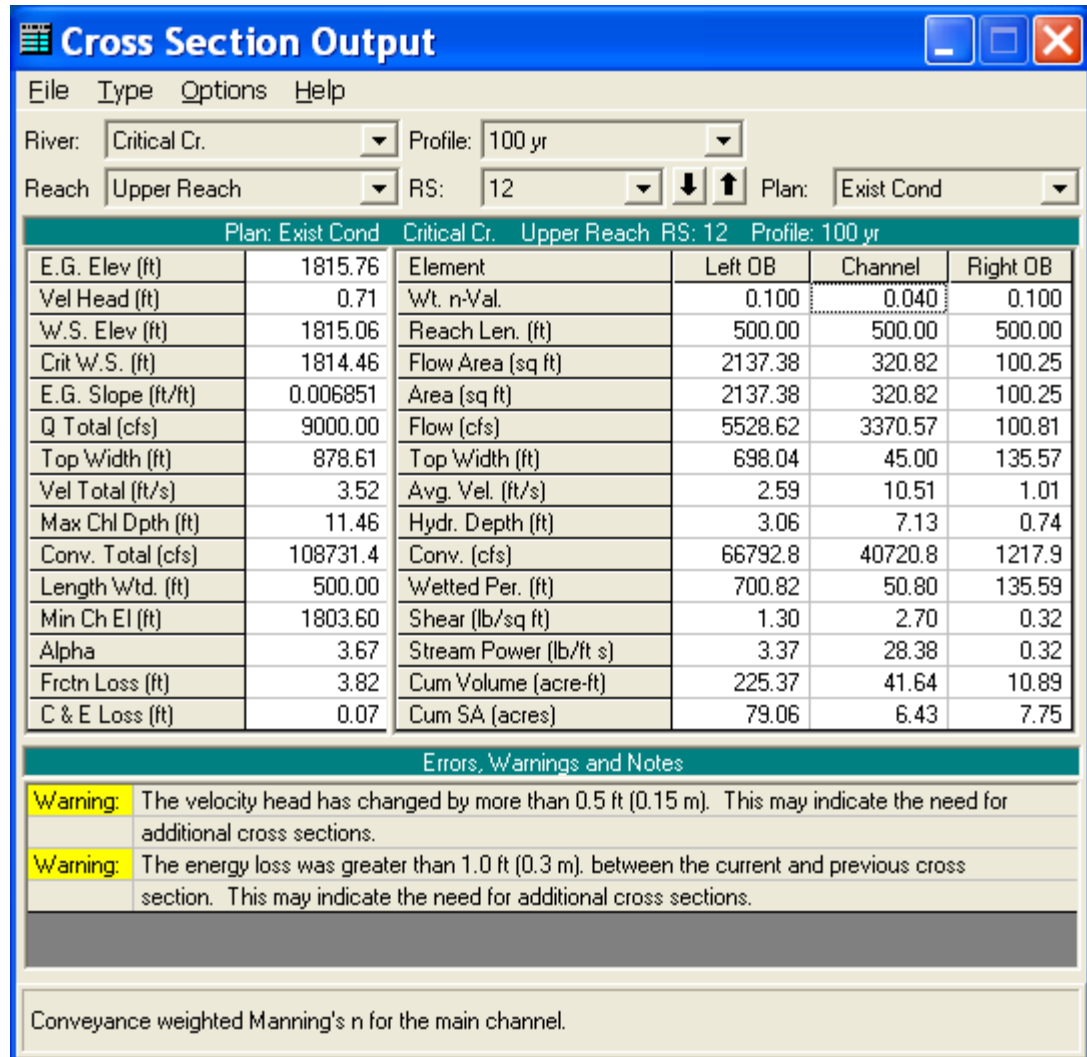 Cross Section Output
File Type Options Help
River: Critical Cr. Profile: 100 yr
Reach Upper Reach RS: 12 Plan: Exist Cond
Plan: Exist Cond Critical Cr. Upper Reach RS: 12 Profile: 100 yr
E.G. Elev (ft) 1815.76 Element Left OB Channel Right OB
Vel Head (ft) 0.71 Wt. n-Val. 0.100 0.040 0.100
W.S. Elev (ft) 1815.06 Reach Len. (ft) 500.00 500.00 500.00
Crit W.S. (ft) 1814.46 Flow Area (sq ft) 2137.38 320.82 100.25
E.G. Slope (ft/ft) 0.006851 Area (sq ft) 2137.38 320.82 100.25
Q Total (cfs) 9000.00 Flow (cfs) 5528.62 3370.57 100.81
Top Width (ft) 878.61 Top Width (ft) 698.04 45.00 135.57
Vel Total (ft/s) 3.52 Avg. Vel. (ft/s) 2.59 10.51 1.01
Max Chl Dpth (ft) 11.46 Hydr. Depth (ft) 3.06 7.13 0.74
Conv. Total (cfs) 108731.4 Conv. (cfs) 66792.8 40720.8 1217.9
Length Wtd. (ft) 500.00 Wetted Per. (ft) 700.82 50.80 135.59
Min Ch El (ft) 1803.60 Shear (lb/sq ft) 1.30 2.70 0.32
Alpha 3.67 Stream Power (lb/ft s) 3.37 28.38 0.32
Frctn Loss (ft) 3.82 Cum Volume (acre-ft) 225.37 41.64 10.89
C & E Loss (ft) 0.07 Cum SA (acres) 79.06 6.43 7.75
Errors, Warnings and Notes
Warning: The velocity head has changed by more than 0.5 ft (0.15 m). This may indicate the need for
additional cross sections.
Warning: The energy loss was greater than 1.0 ft (0.3 m). between the current and previous cross
section. This may indicate the need for additional cross sections.
Conveyance weighted Manning's n for the main channel.